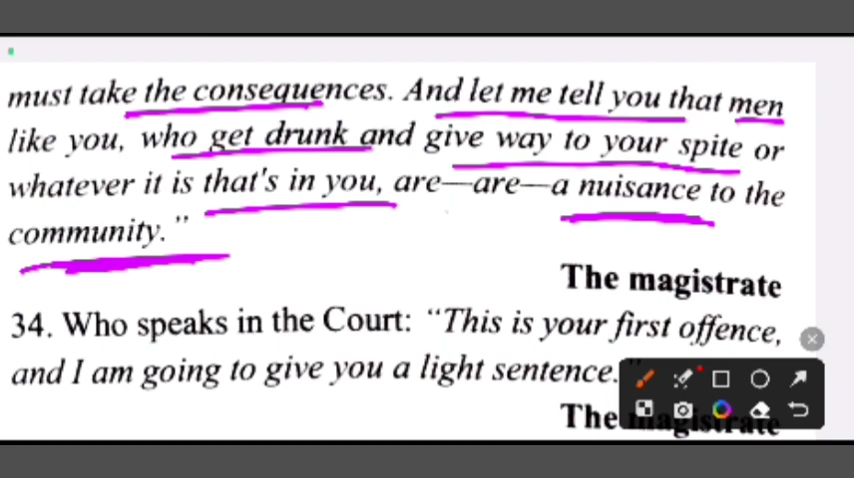 must take the consequences. And let me tell you that men
like you, who get drunk and give way to your spite or
whatever it is that's in you, are—are—a nuisance to the
community."
The magistrate
34. Who speaks in the Court: "This is your first offence,
and I am going to give you a light sentence."
The magistrate